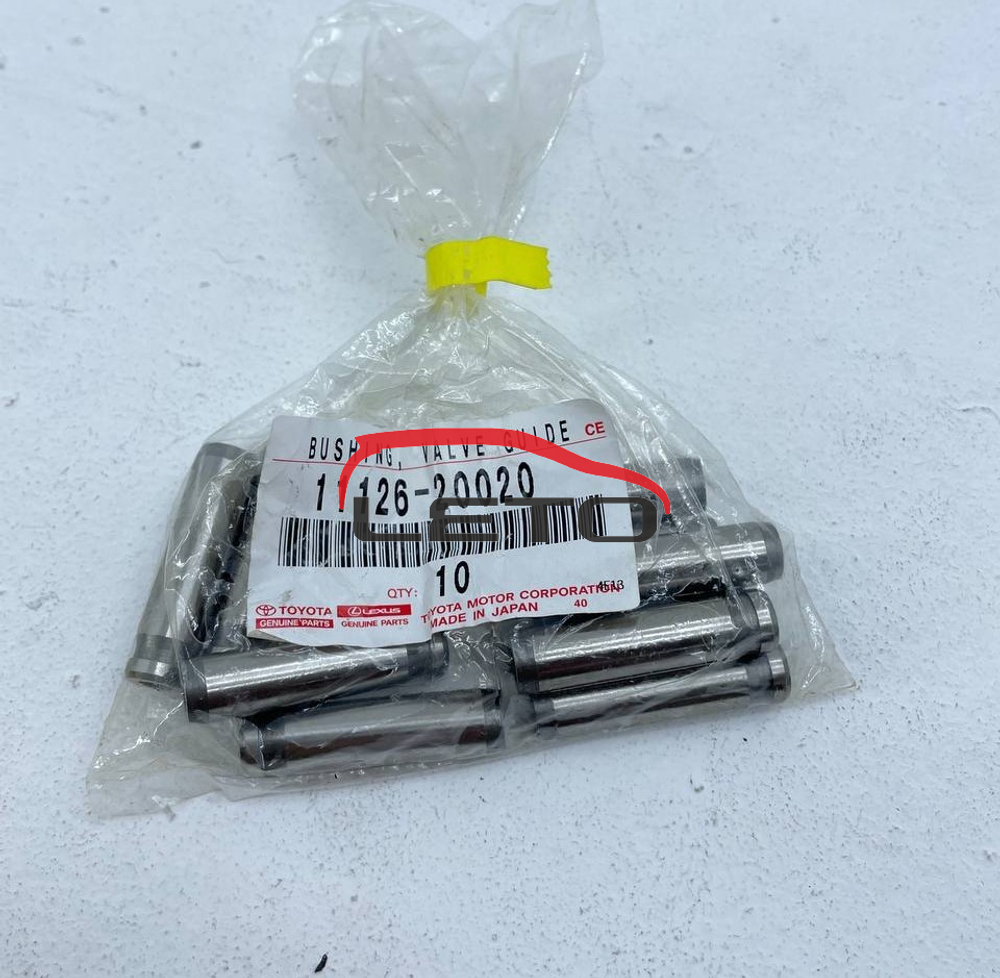 BUSHING, VALVE GUIDE CE
11126-20020
LETO
QTY: 10
4F13
TOYOTA LEXUS TOYOTA MOTOR CORPORATION
GENUINE PARTS GENUINE PARTS MADE IN JAPAN 40